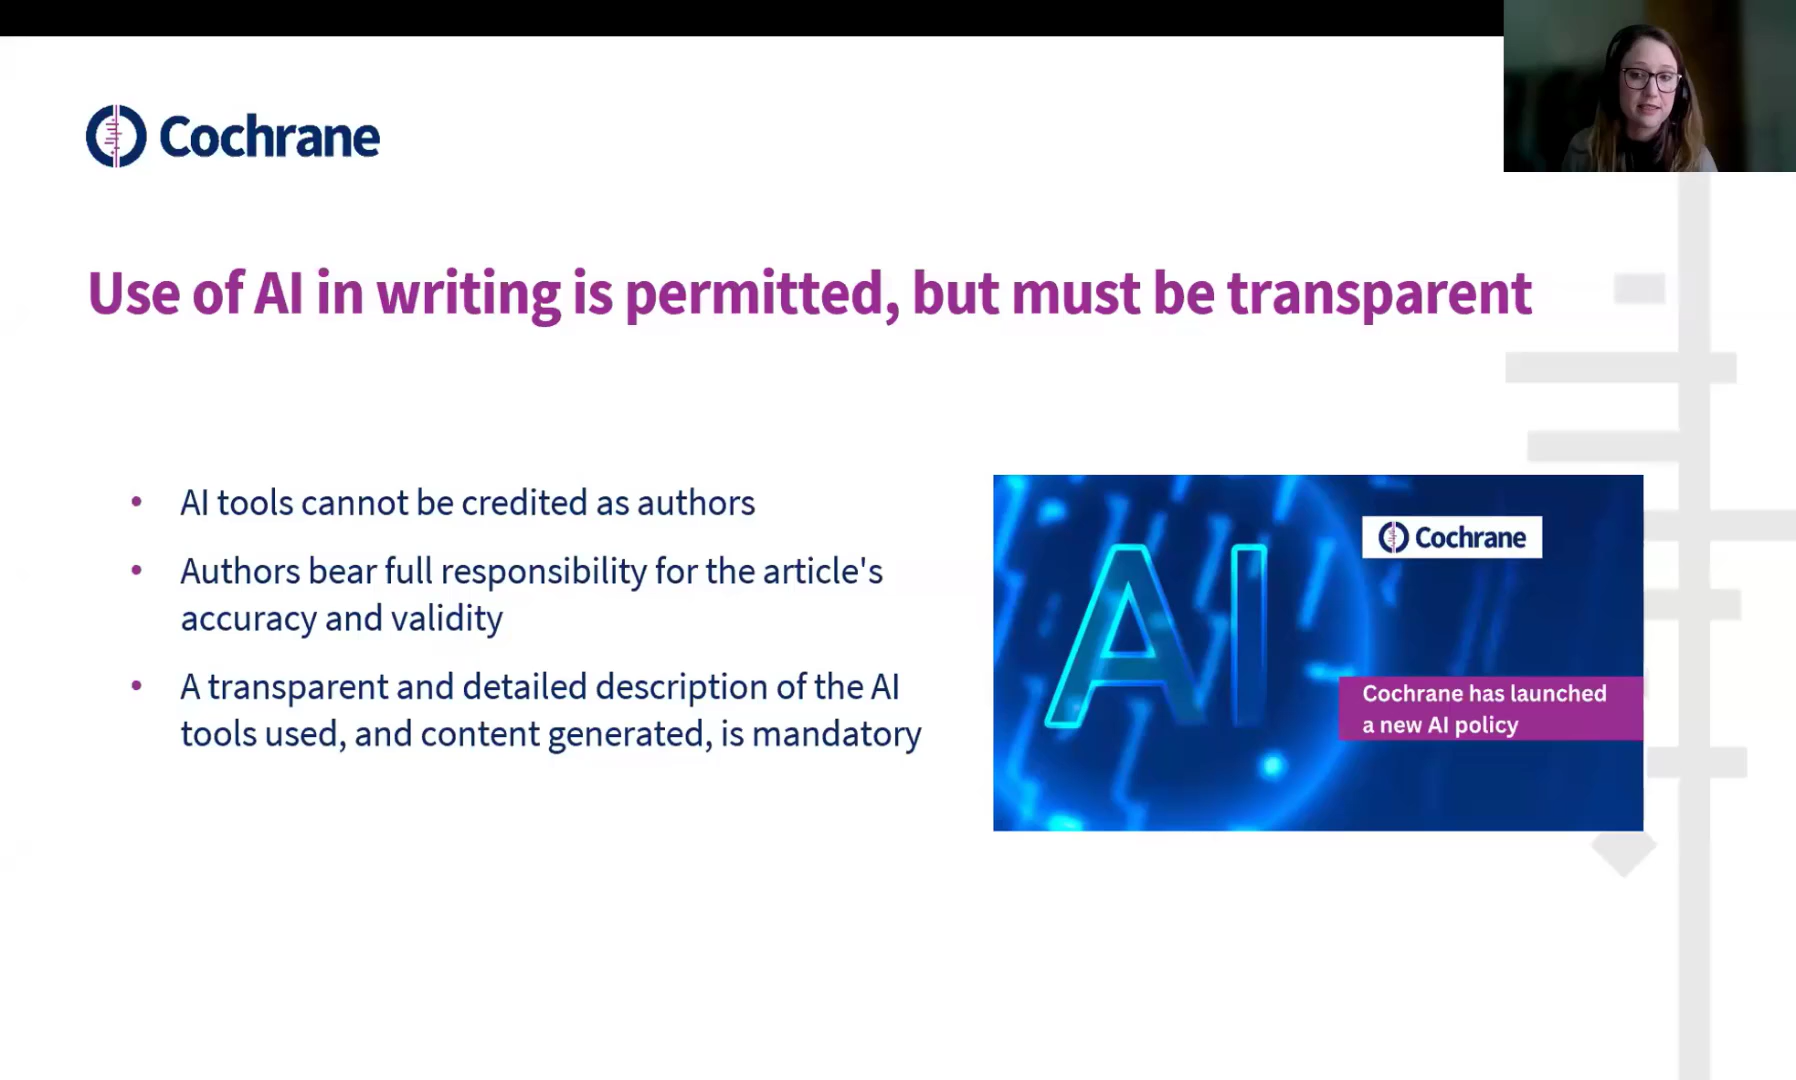 Cochrane
Use of AI in writing is permitted, but must be transparent
• AI tools cannot be credited as authors
• Authors bear full responsibility for the article's
accuracy and validity
• A transparent and detailed description of the AI
tools used, and content generated, is mandatory
Cochrane
AI
Cochrane has launched
a new AI policy